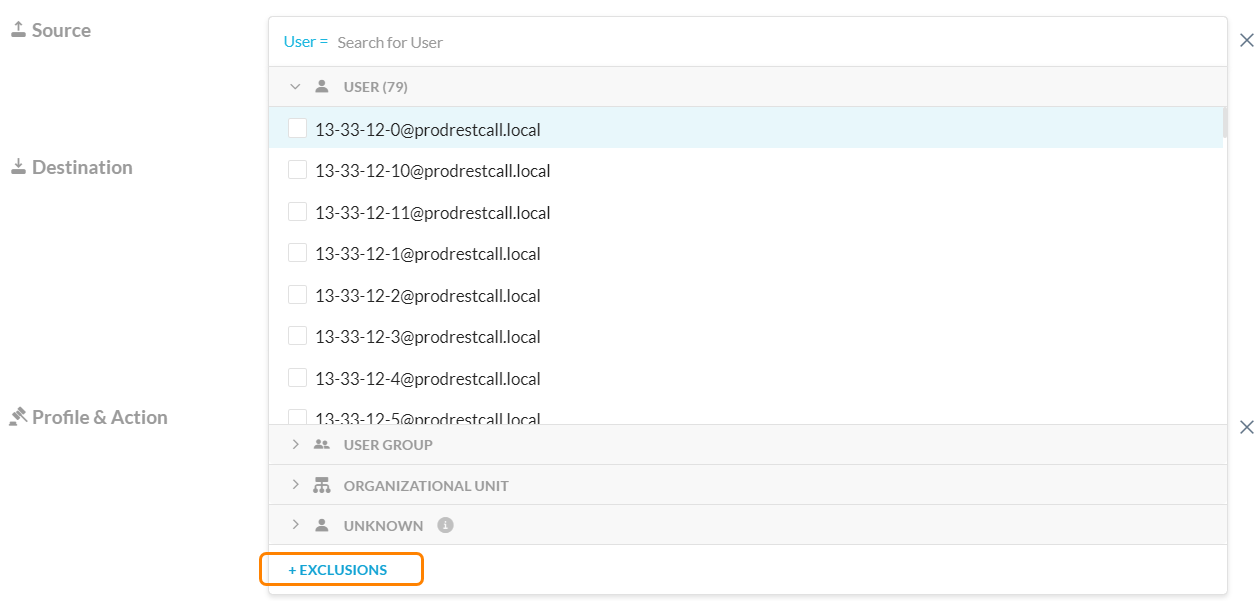 Source
User = Search for User
USER (79)
13-33-12-0@prodrestcall.local
13-33-12-10@prodrestcall.local
Destination
13-33-12-11@prodrestcall.local
13-33-12-1@prodrestcall.local
13-33-12-2@prodrestcall.local
13-33-12-3@prodrestcall.local
13-33-12-4@prodrestcall.local
13-33-12-5@prodrestcall.local
Profile & Action
USER GROUP
ORGANIZATIONAL UNIT
UNKNOWN
+ EXCLUSIONS